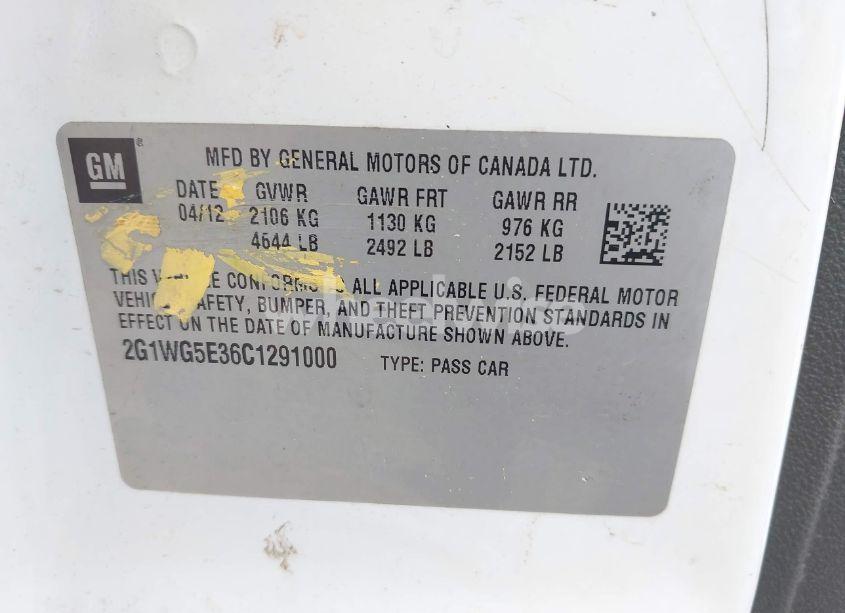 GM
MFD BY GENERAL MOTORS OF CANADA LTD.
DATE GVWR GAWR FRT GAWR RR
04/12 2106 KG 1130 KG 976 KG
4644 LB 2492 LB 2152 LB
THIS CONFORMS ALL APPLICABLE U.S. FEDERAL MOTOR
SAFETY, BUMPER, AND THEFT PREVENTION STANDARDS IN
EFFECT ON THE DATE OF MANUFACTURE SHOWN ABOVE.
2G1WG5E36C1291000 TYPE: PASS CAR